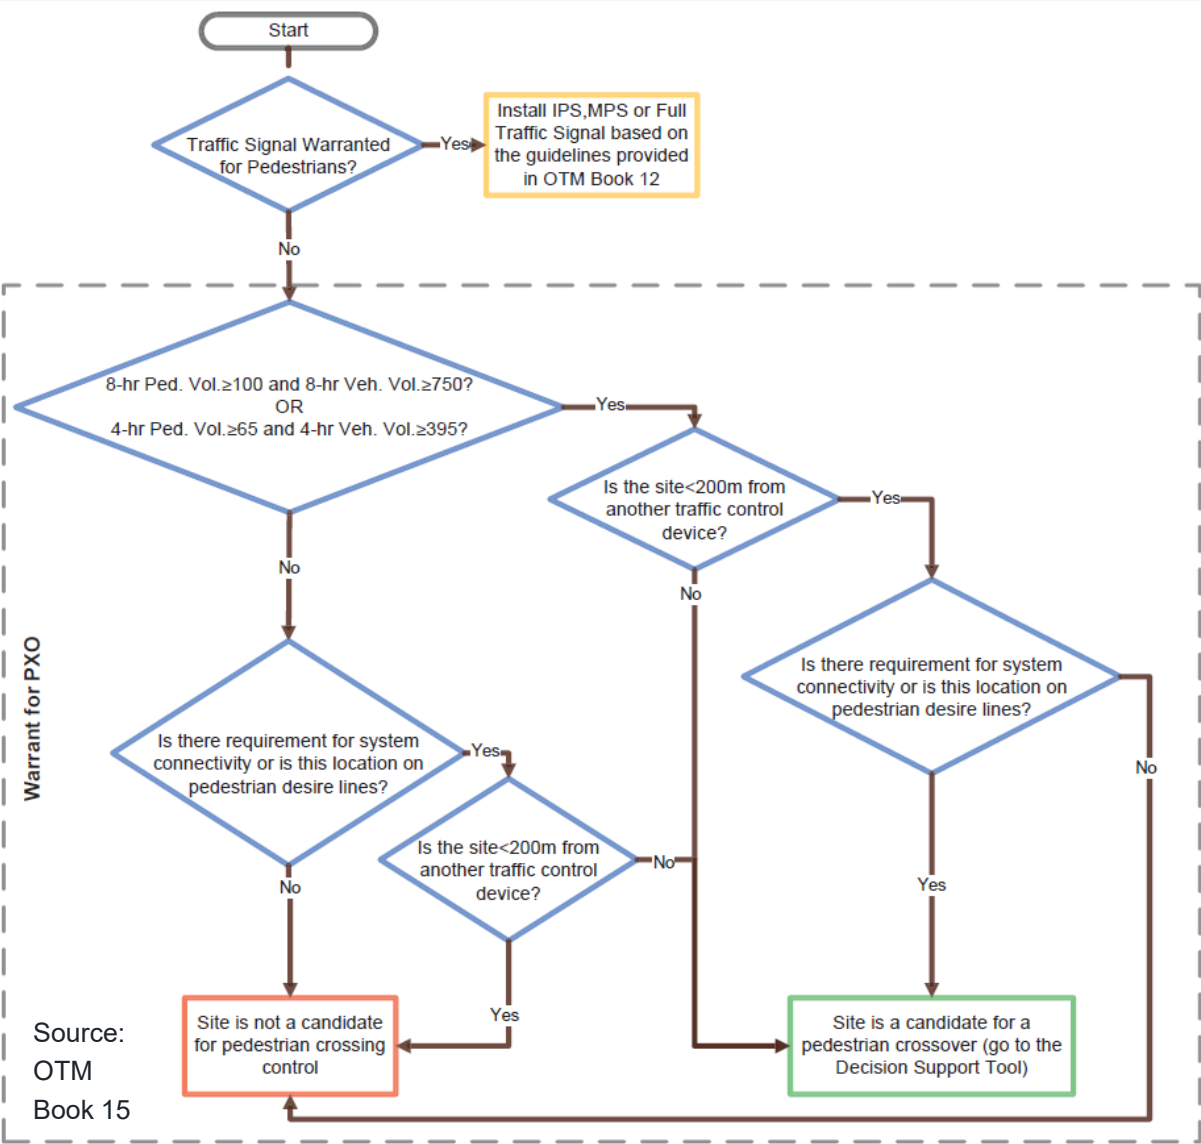 Start
Traffic Signal Warranted
for Pedestrians?
Yes
Install IPS,MPS or Full
Traffic Signal based on
the guidelines provided
in OTM Book 12
No
8-hr Ped. Vol.≥100 and 8-hr Veh. Vol.≥750?
OR
4-hr Ped. Vol.≥65 and 4-hr Veh. Vol.≥395?
Yes
Is the site<200m from
another traffic control
device?
Yes
No
No
Is there requirement for system
connectivity or is this location on
pedestrian desire lines?
No
Yes
Warrant for PXO
Is there requirement for system
connectivity or is this location on
pedestrian desire lines?
Yes
Is the site<200m from
another traffic control
device?
No
No
Yes
Site is not a candidate
for pedestrian crossing
control
Site is a candidate for a
pedestrian crossover (go to the
Decision Support Tool)
Source:
OTM
Book 15